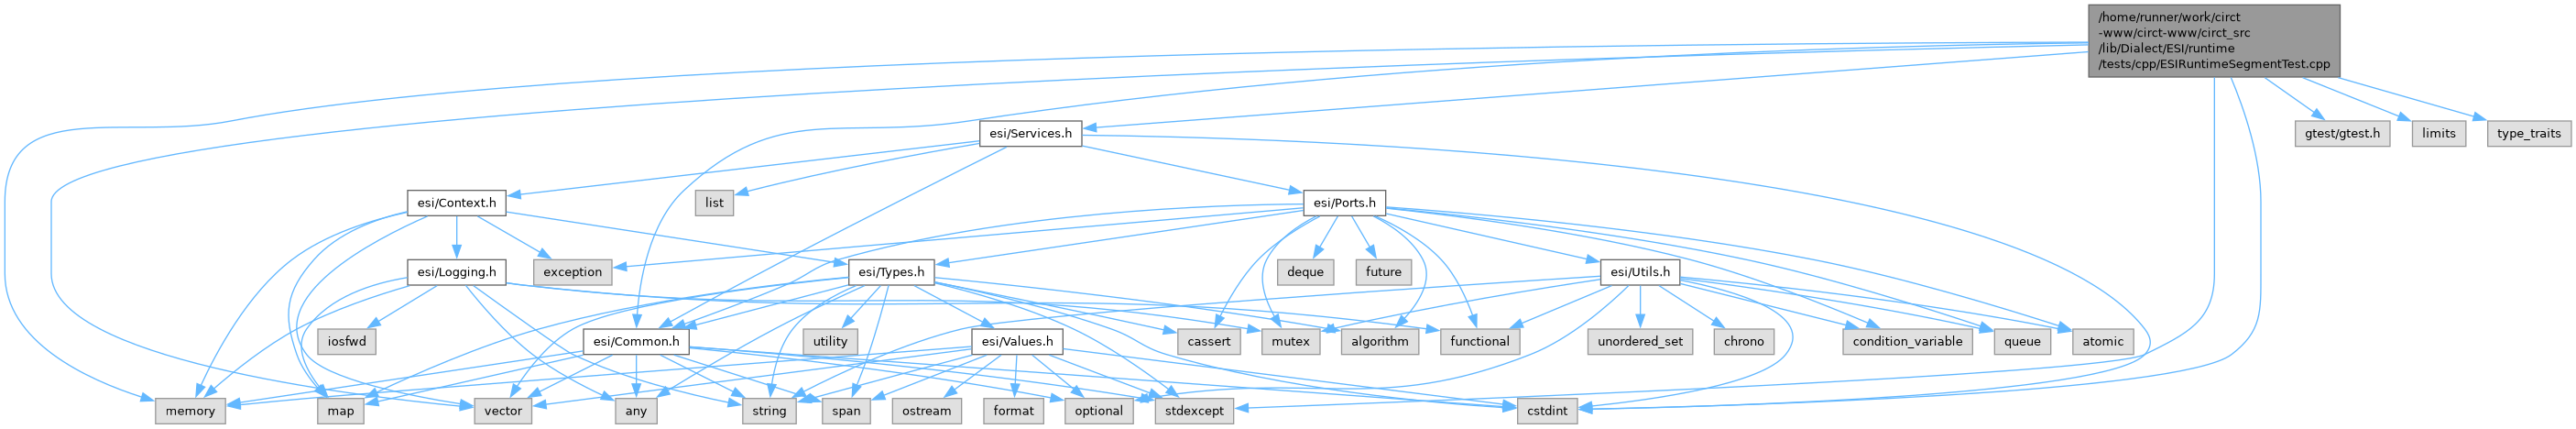 /home/runner/work/circt
-www/circt-www/circt_src
/lib/Dialect/ESI/runtime
/tests/cpp/ESIRuntimeSegmentTest.cpp
esi/Services.h
gtest/gtest.h
limits
type_traits
esi/Context.h
list
esi/Ports.h
esi/Logging.h
exception
esi/Types.h
deque
future
esi/Utils.h
iosfwd
esi/Common.h
utility
esi/Values.h
cassert
mutex
algorithm
functional
unordered_set
chrono
condition_variable
queue
atomic
memory
map
vector
any
string
span
ostream
format
optional
stdexcept
cstdint